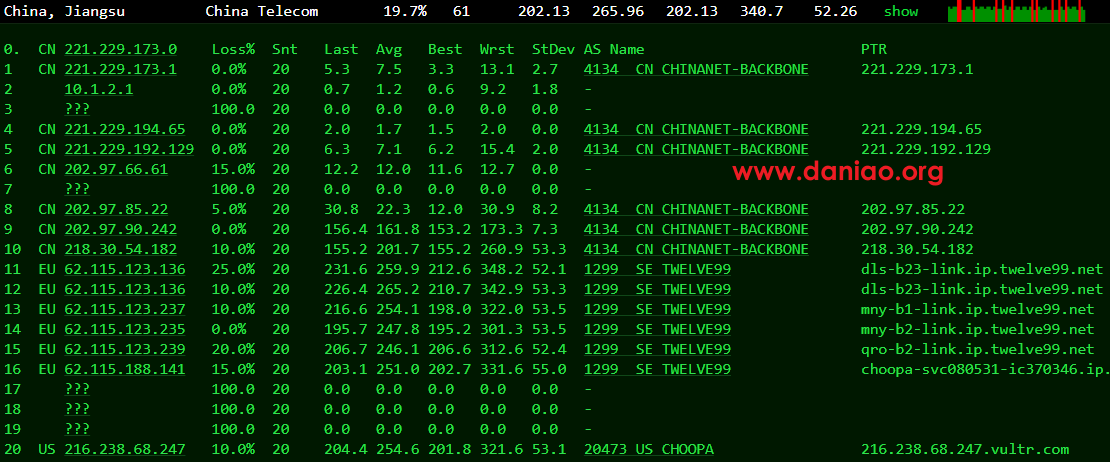 China, Jiangsu China Telecom 19.7% 61 202.13 265.96 202.13 340.7 52.26 show
0. CN 221.229.173.0 Loss% Snt Last Avg Best Wrst StDev AS Name PTR
1 CN 221.229.173.1 0.0% 20 5.3 7.5 3.3 13.1 2.7 4134 CN CHINANET-BACKBONE 221.229.173.1
2 10.1.2.1 0.0% 20 0.7 1.2 0.6 9.2 1.8 -
3 ??? 100.0 20 0.0 0.0 0.0 0.0 0.0 -
4 CN 221.229.194.65 0.0% 20 2.0 1.7 1.5 2.0 0.0 4134 CN CHINANET-BACKBONE 221.229.194.65
5 CN 221.229.192.129 0.0% 20 6.3 7.1 6.2 15.4 2.0 4134 CN CHINANET-BACKBONE 221.229.192.129
6 CN 202.97.66.61 15.0% 20 12.2 12.0 11.6 12.7 0.0 -
www.daniao.org
7 ??? 100.0 20 0.0 0.0 0.0 0.0 0.0 -
8 CN 202.97.85.22 5.0% 20 30.8 22.3 12.0 30.9 8.2 4134 CN CHINANET-BACKBONE 202.97.85.22
9 CN 202.97.90.242 0.0% 20 156.4 161.8 153.2 173.3 7.3 4134 CN CHINANET-BACKBONE 202.97.90.242
10 CN 218.30.54.182 10.0% 20 155.2 201.7 155.2 260.9 53.3 4134 CN CHINANET-BACKBONE 218.30.54.182
11 EU 62.115.123.136 25.0% 20 231.6 259.9 212.6 348.2 52.1 1299 SE TWELVE99 dls-b23-link.ip.twelve99.net
12 EU 62.115.123.136 10.0% 20 226.4 265.2 210.7 342.9 53.3 1299 SE TWELVE99 dls-b23-link.ip.twelve99.net
13 EU 62.115.123.237 10.0% 20 216.6 254.1 198.0 322.0 53.5 1299 SE TWELVE99 mny-b1-link.ip.twelve99.net
14 EU 62.115.123.235 0.0% 20 195.7 247.8 195.2 301.3 53.5 1299 SE TWELVE99 mny-b2-link.ip.twelve99.net
15 EU 62.115.123.239 20.0% 20 206.7 246.1 206.6 312.6 52.4 1299 SE TWELVE99 qro-b2-link.ip.twelve99.net
16 EU 62.115.188.141 15.0% 20 203.1 251.0 202.7 331.6 55.0 1299 SE TWELVE99 choopa-svc080531-ic370346.ip.
17 ??? 100.0 20 0.0 0.0 0.0 0.0 0.0 -
18 ??? 100.0 20 0.0 0.0 0.0 0.0 0.0 -
19 ??? 100.0 20 0.0 0.0 0.0 0.0 0.0 -
20 US 216.238.68.247 10.0% 20 204.4 254.6 201.8 321.6 53.1 20473 US CHOOPA 216.238.68.247.vultr.com